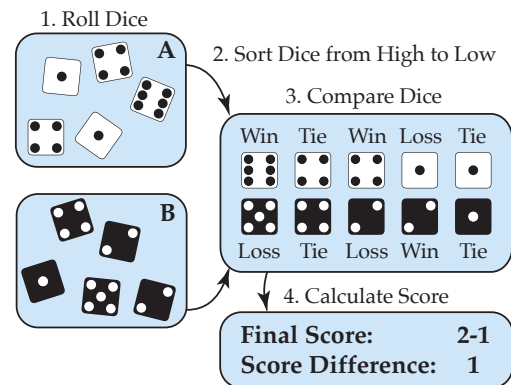 1. Roll Dice
A
2. Sort Dice from High to Low
3. Compare Dice
Win Tie Win Loss Tie
B
Loss Tie Loss Win Tie
4. Calculate Score
Final Score: 2-1
Score Difference: 1